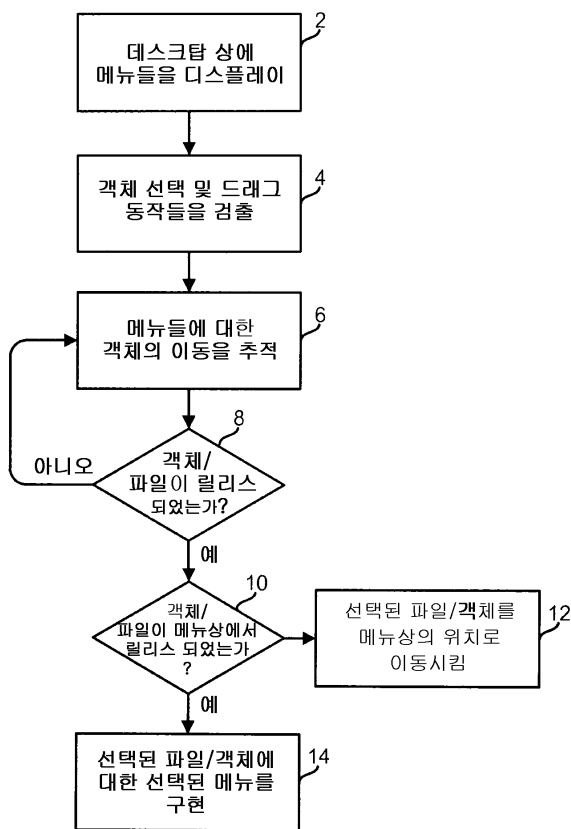 2
데스크탑 상에
메뉴들을 디스플레이
4
객체 선택 및 드래그
동작들을 검출
6
메뉴들에 대한
객체의 이동을 추적
8
객체/
파일이 릴리스
되었는가?
아니오
예
10
객체/
파일이 메뉴상에서
릴리스 되었는가
?
12
선택된 파일/객체를
메뉴상의 위치로
이동시킴
예
14
선택된 파일/객체에
대한 선택된 메뉴를
구현